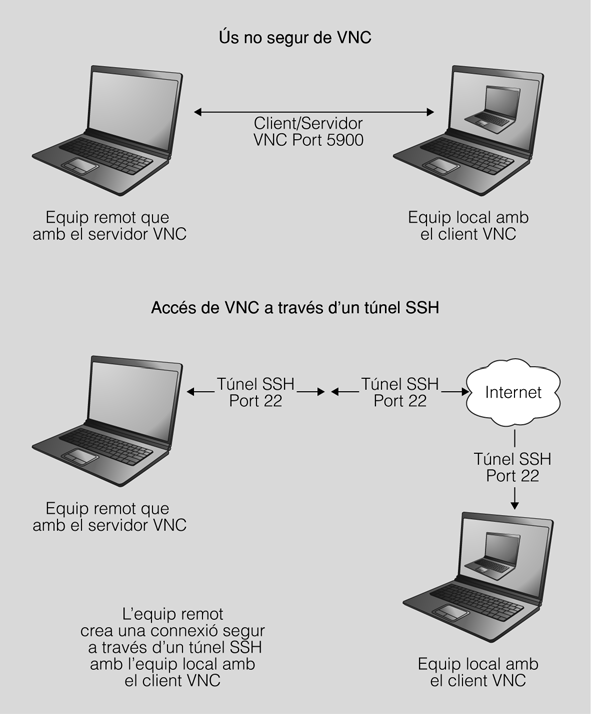 Ús no segur de VNC
Client/Servidor
VNC Port 5900
Equip remot que
amb el servidor VNC
Equip local amb
el client VNC
Accés de VNC a través d’un túnel SSH
Túnel SSH
Port 22
Túnel SSH
Port 22
Internet
Túnel SSH
Port 22
Equip remot que
amb el servidor VNC
L’equip remot
crea una connexió segur
a través d’un túnel SSH
amb l’equip local amb
el client VNC
Equip local amb
el client VNC